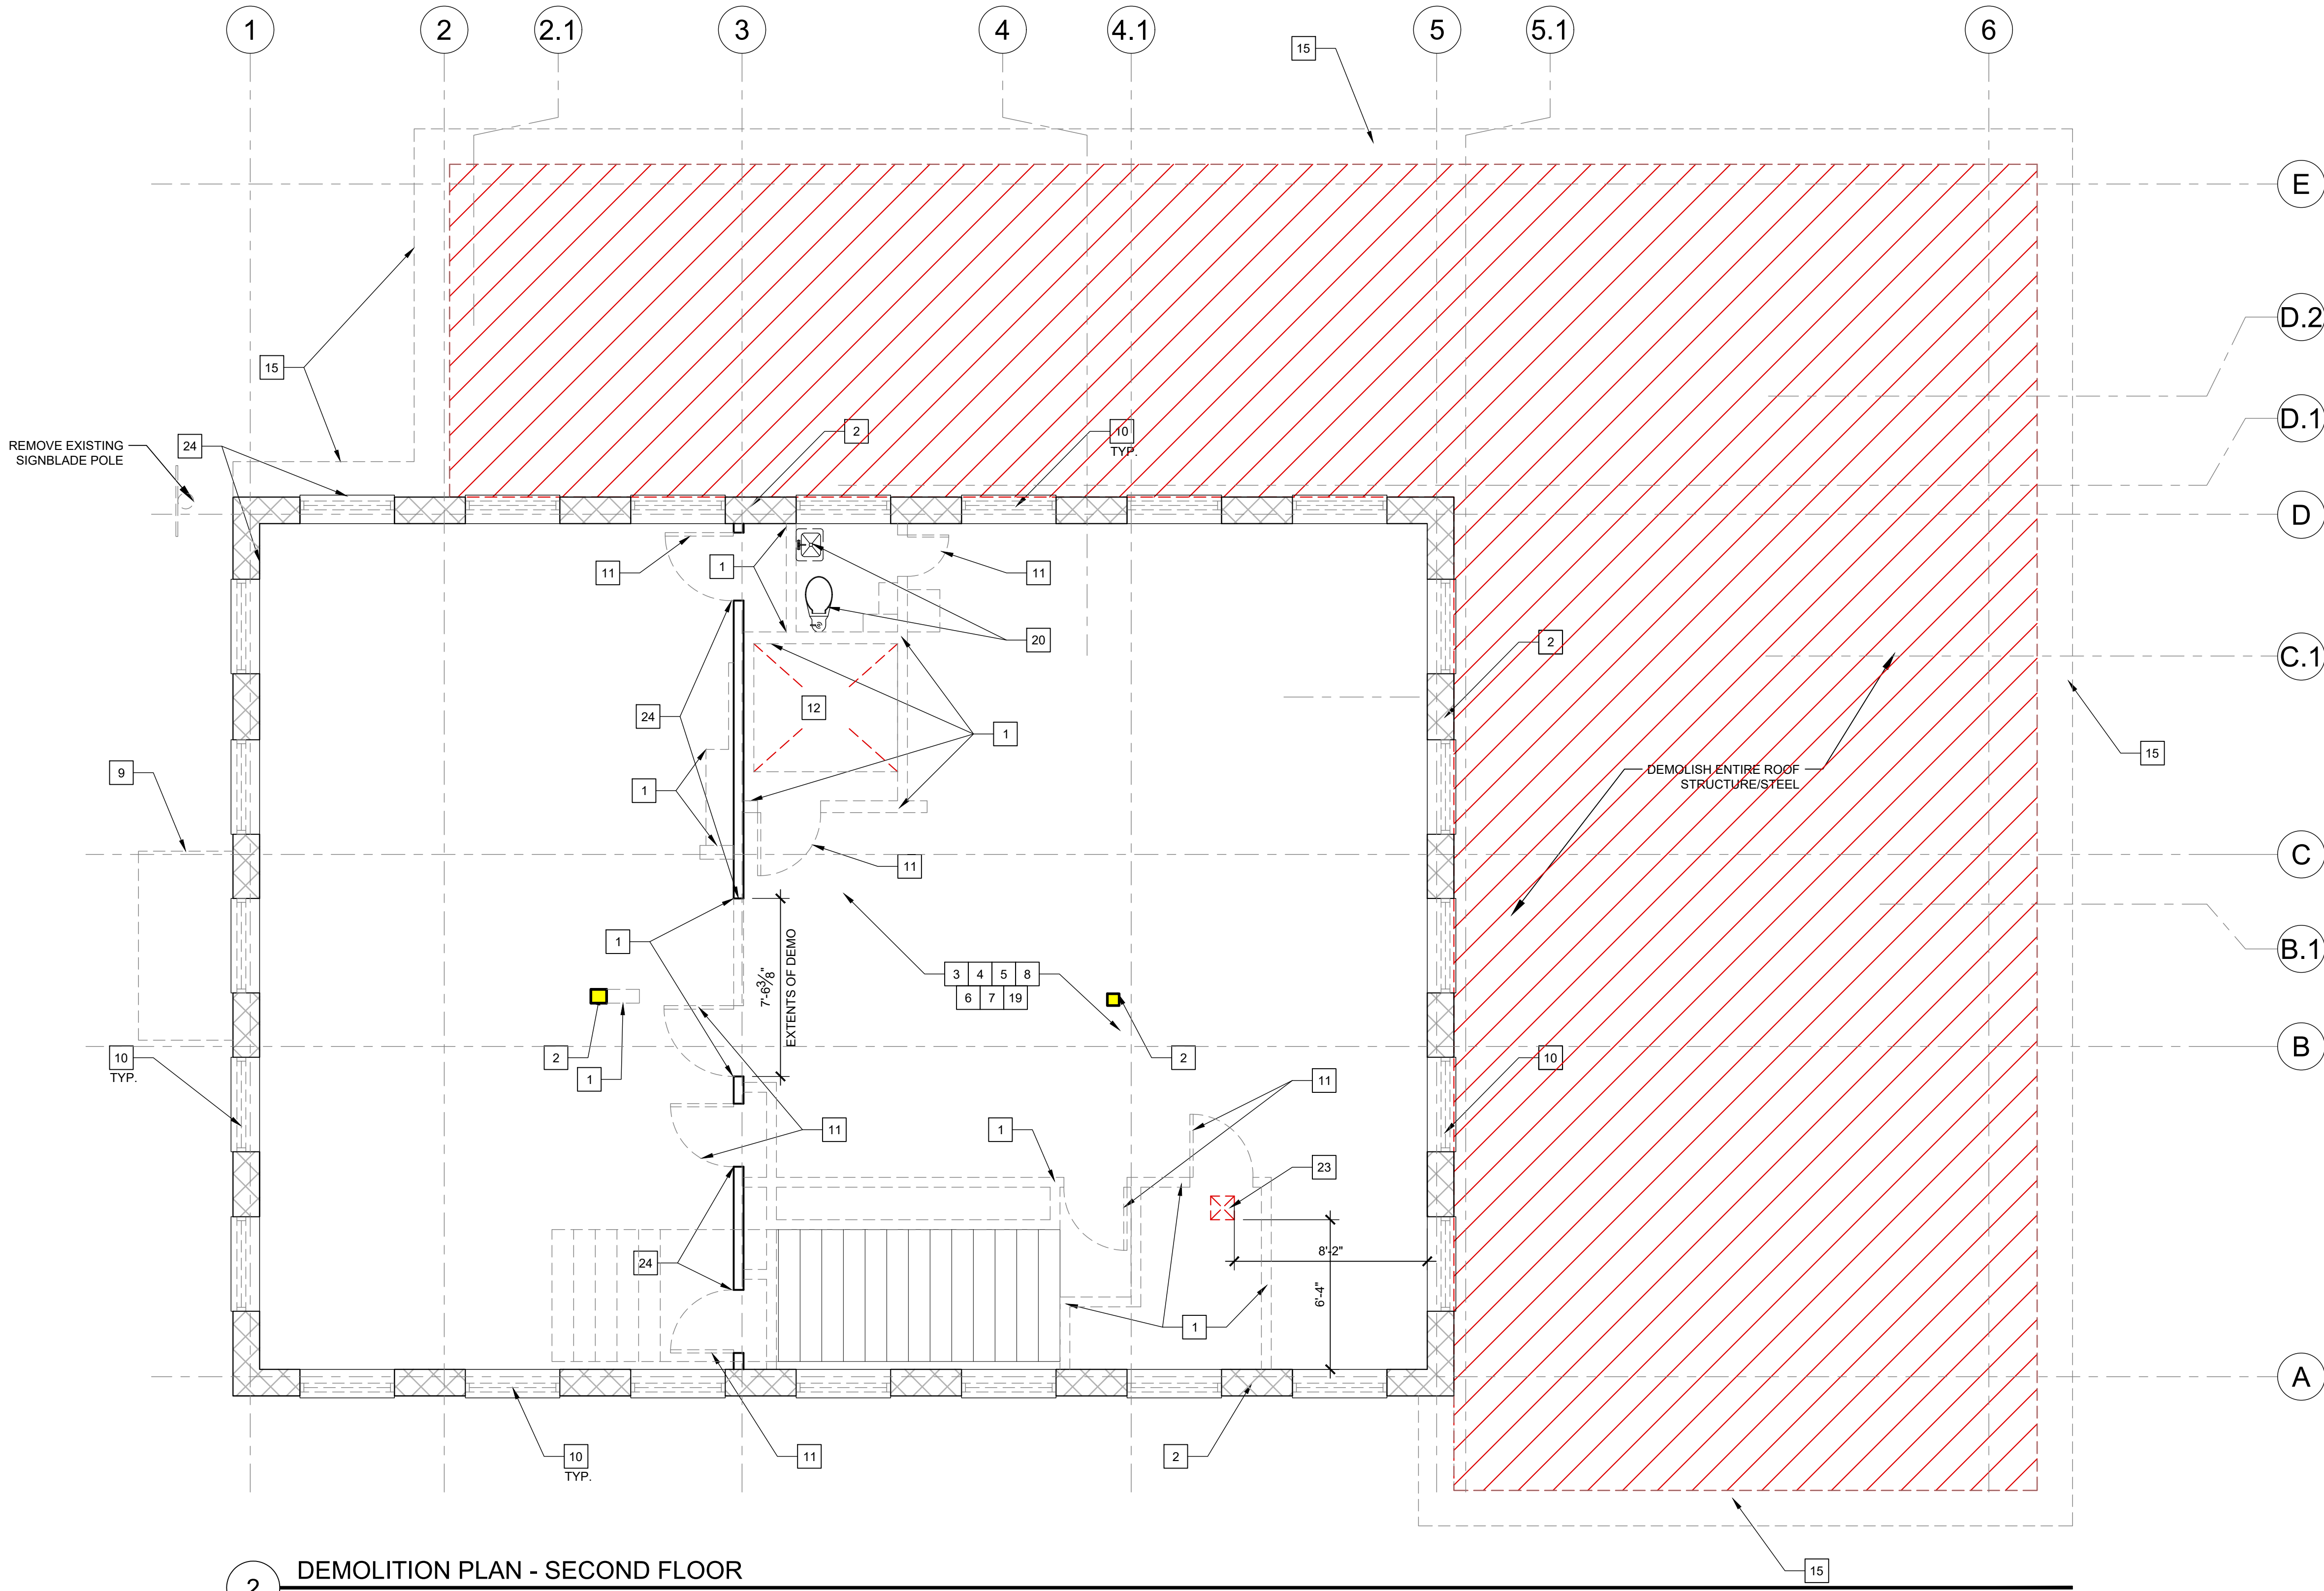 1
2
2.1
3
4
4.1
5
5.1
6
15
E
D.2
15
D.1
REMOVE EXISTING
SIGNBLADE POLE
24
2
10
TYP.
D
11
1
11
20
2
C.1
24
12
1
15
9
1
DEMOLISH ENTIRE ROOF
STRUCTURE/STEEL
C
11
1
7'-6 3/8"
EXTENTS OF DEMO
3 4 5 8
6 7 19
B.1
10
TYP.
2
1
2
10
B
11
11
1
23
24
8'-2"
6'-4"
1
A
10
TYP.
11
2
15
2
DEMOLITION PLAN - SECOND FLOOR